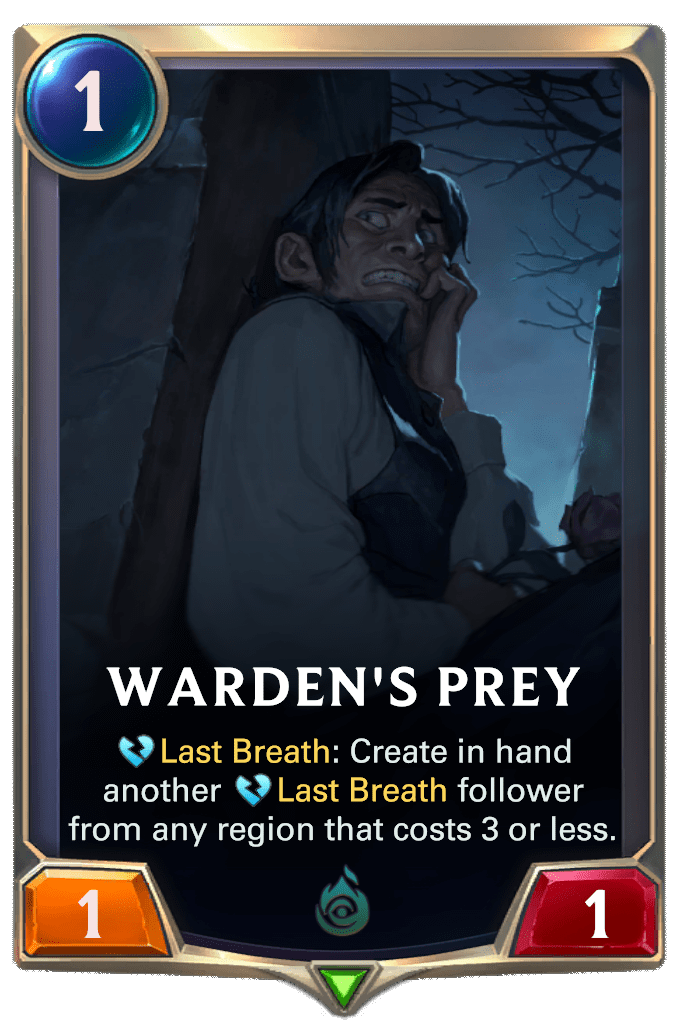 1
WARDEN'S PREY
Last Breath: Create in hand
another Last Breath follower
from any region that costs 3 or less.
1 1